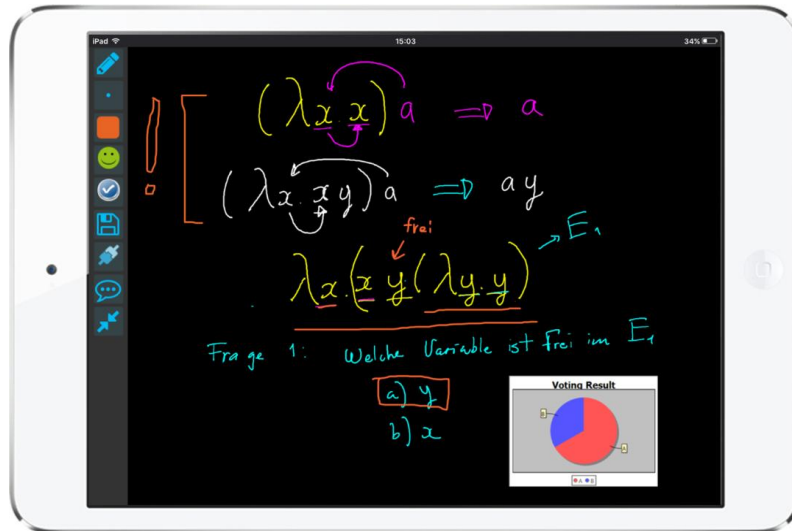 iPad 15:03 34%
! (λx.x)a ⇒ a
(λx.xy)a ⇒ ay
frei
λx.(x y(λy.y) → E₁
Frage 1: Welche Variable ist frei im E₁
a) y
b) x
Voting Result
B
A
A B